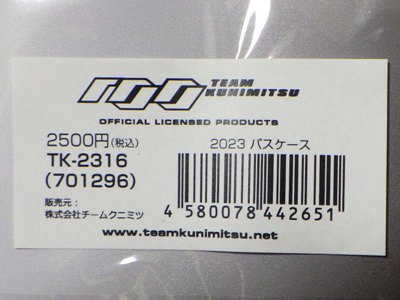 100 TEAM
KUNIMITSU
OFFICIAL LICENSED PRODUCTS
2500円(税込)
2023 パスケース
TK-2316
(701296)
販売元:
株式会社チームクニミツ
4 580078 442651
www.teamkunimitsu.net